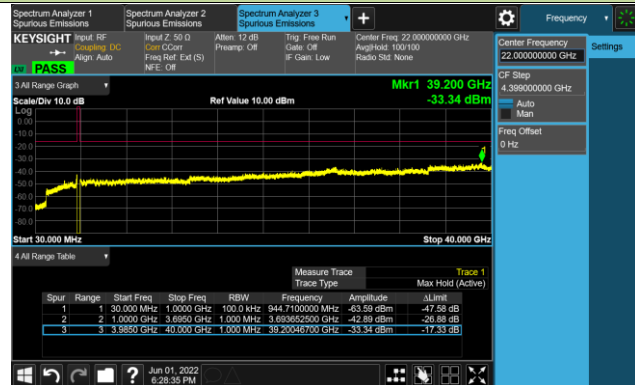 Spectrum Analyzer 1
Spurious Emissions
Spectrum Analyzer 2
Spurious Emissions
Spectrum Analyzer 3
Spurious Emissions
Frequency
KEYSIGHT
Input: RF
Coupling: DC
Align: Auto
Input Z: 50 Ω
Corr CCorr
Freq Ref: Ext (S)
NFE: Off
Atten: 12 dB
Preamp: Off
Trig: Free Run
Gate: Off
IF Gain: Low
Center Freq: 22.000000000 GHz
Avg|Hold: 100/100
Radio Std: None
PASS
Center Frequency
22.000000000 GHz
Settings
CF Step
4.399000000 GHz
Auto
Man
Freq Offset
0 Hz
3 All Range Graph
Mkr1 39.200 GHz
Scale/Div 10.0 dB
Ref Value 10.00 dBm
-33.34 dBm
Log
0.00
-10.0
-20.0
-30.0
-40.0
-50.0
-60.0
-70.0
-80.0
Start 30.000 MHz
Stop 40.000 GHz
4 All Range Table
Measure Trace Trace 1
Trace Type Max Hold (Active)
Spur Range Start Freq Stop Freq RBW Frequency Amplitude ΔLimit
1 1 30.000 MHz 1.0000 GHz 100.0 kHz 944.7100000 MHz -63.59 dBm -47.58 dB
2 2 1.0000 GHz 3.6950 GHz 1.000 MHz 3.693652500 GHz -42.89 dBm -26.88 dB
3 3 3.9850 GHz 40.000 GHz 1.000 MHz 39.20046700 GHz -33.34 dBm -17.33 dB
Jun 01, 2022
6:28:35 PM